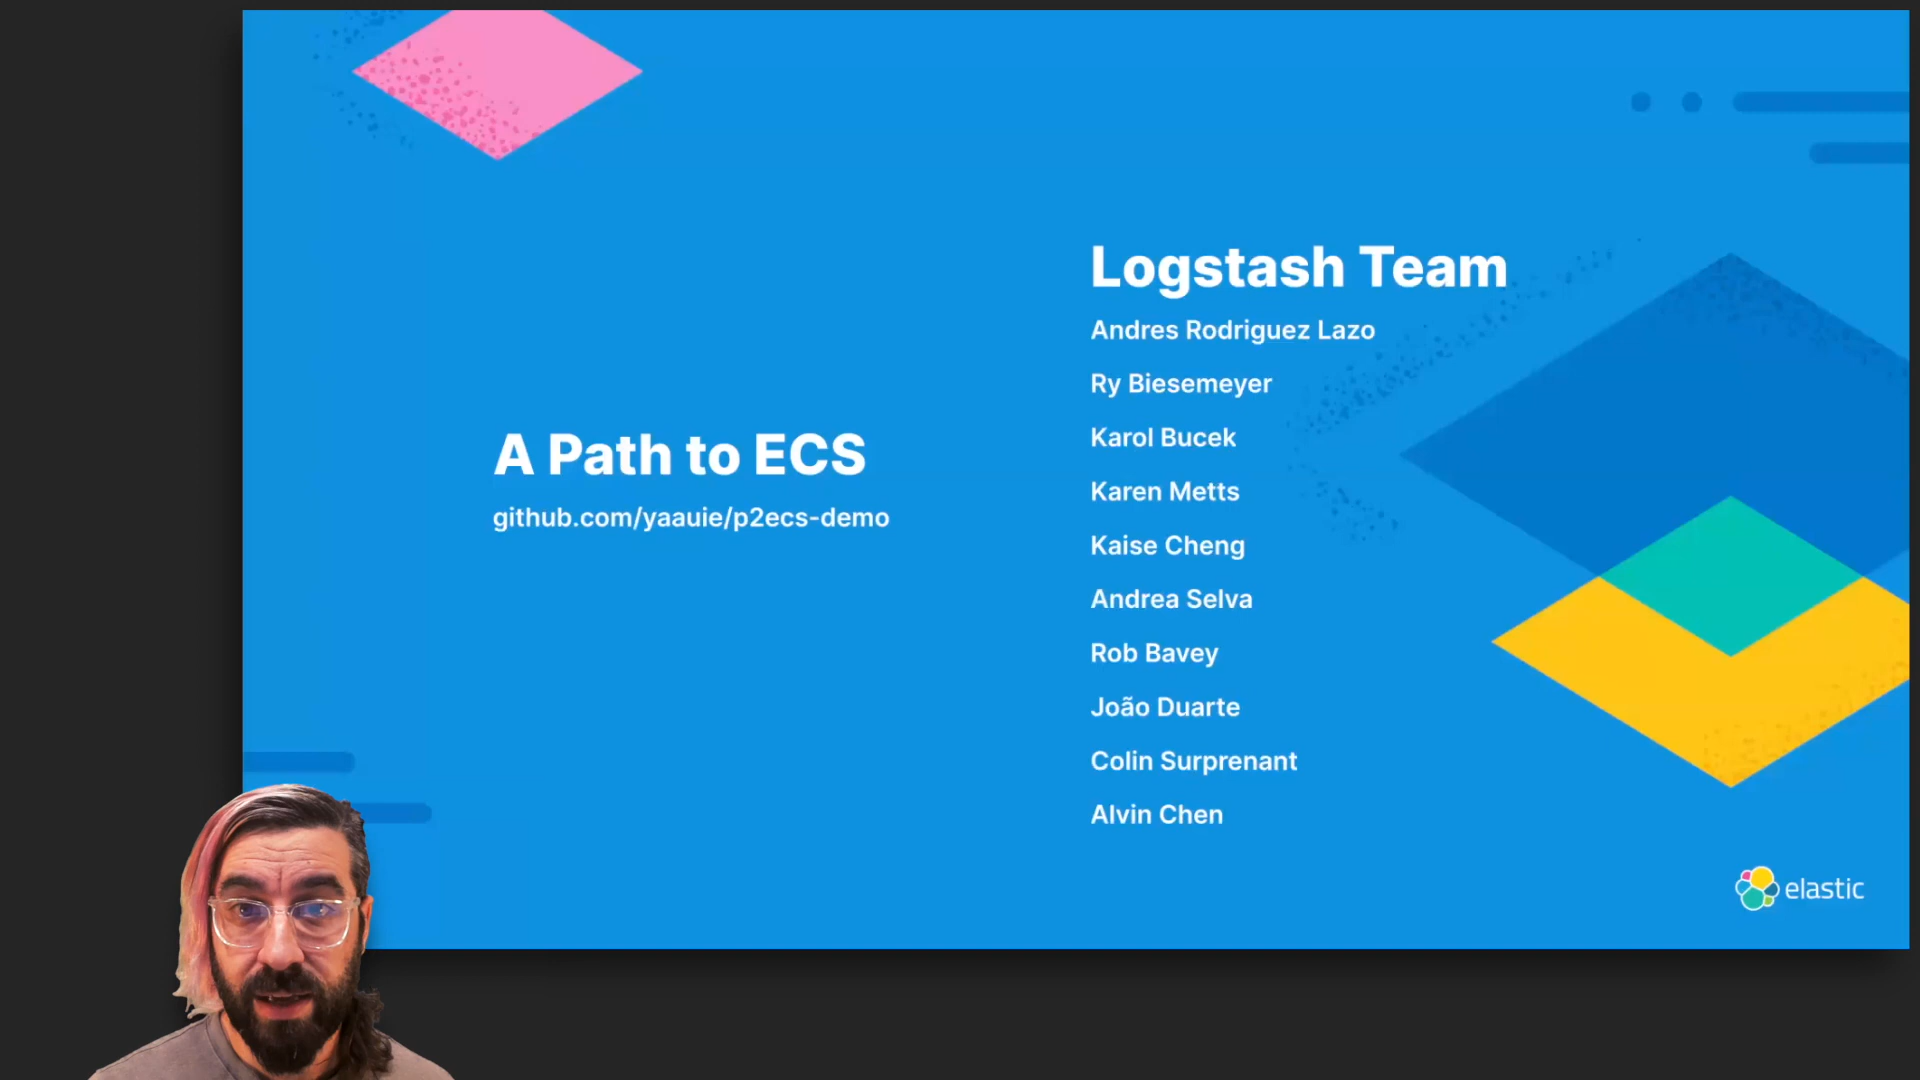 A Path to ECS
github.com/yaauie/p2ecs-demo
Logstash Team
Andres Rodriguez Lazo
Ry Biesemeyer
Karol Bucek
Karen Metts
Kaise Cheng
Andrea Selva
Rob Bavey
João Duarte
Colin Surprenant
Alvin Chen
elastic